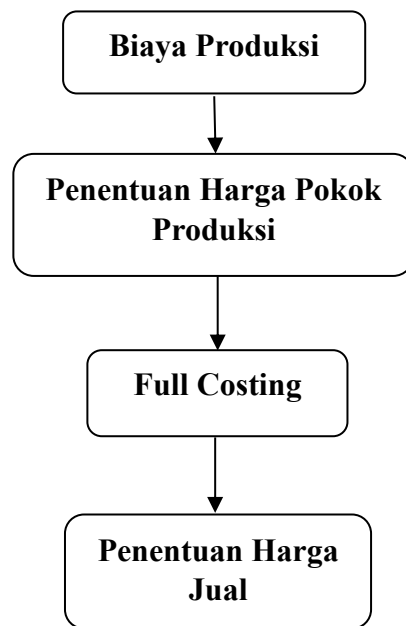 Biaya Produksi
Penentuan Harga Pokok
Produksi
Full Costing
Penentuan Harga
Jual